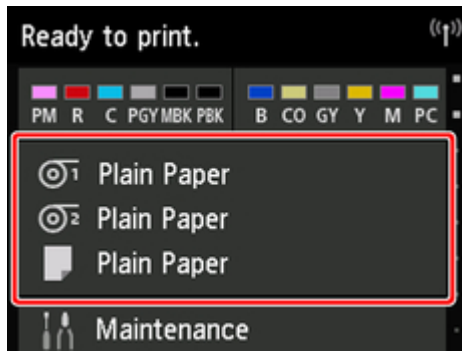 Ready to print.
PM R C PGY MBK PBK B CO GY Y M PC
1 Plain Paper
2 Plain Paper
Plain Paper
Maintenance